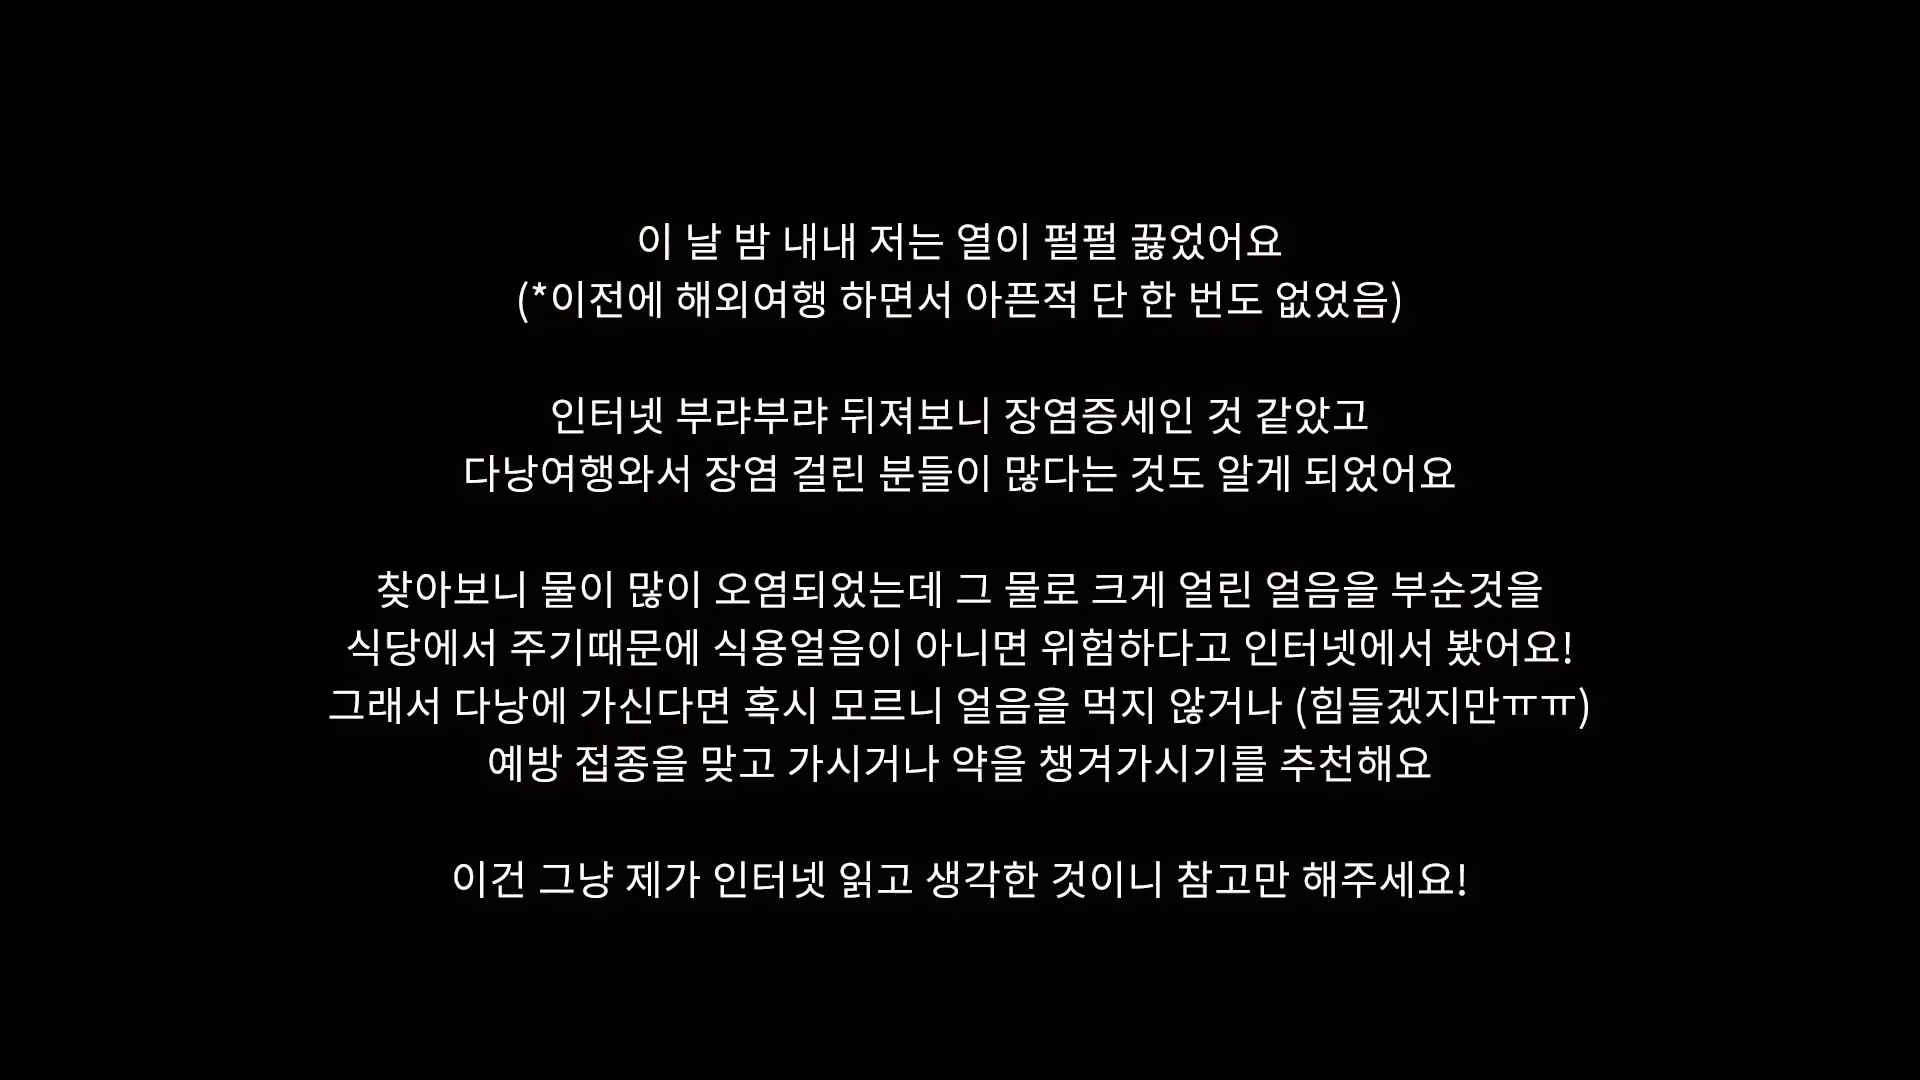 이 날 밤 내내 저는 열이 펄펄 끓었어요
(*이전에 해외여행 하면서 아픈적 단 한 번도 없었음)
인터넷 부랴부랴 뒤져보니 장염증세인 것 같았고
다낭여행와서 장염 걸린 분들이 많다는 것도 알게 되었어요
찾아보니 물이 많이 오염되었는데 그 물로 크게 얼린 얼음을 부순것을
식당에서 주기때문에 식용얼음이 아니면 위험하다고 인터넷에서 봤어요!
그래서 다낭에 가신다면 혹시 모르니 얼음을 먹지 않거나 (힘들겠지만ㅠㅠ)
예방 접종을 맞고 가시거나 약을 챙겨가시기를 추천해요
이건 그냥 제가 인터넷 읽고 생각한 것이니 참고만 해주세요!